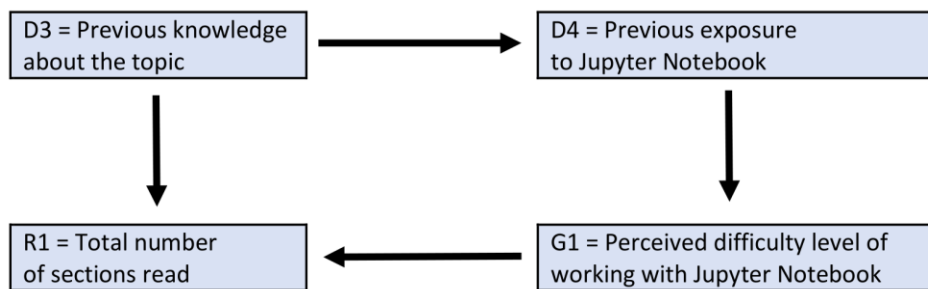 D3 = Previous knowledge
about the topic
D4 = Previous exposure
to Jupyter Notebook
R1 = Total number
of sections read
G1 = Perceived difficulty level of
working with Jupyter Notebook